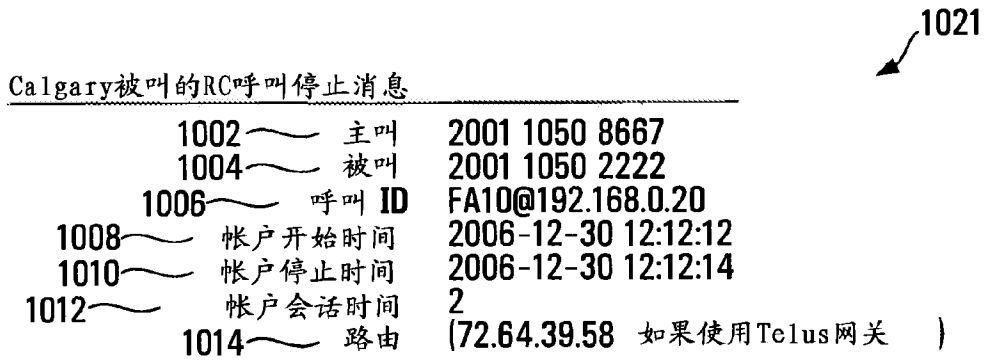 1021
Calgary被叫的RC呼叫停止消息
1002 主叫 2001 1050 8667
1004 被叫 2001 1050 2222
1006 呼叫 ID FA10@192.168.0.20
1008 帐户开始时间 2006-12-30 12:12:12
1010 帐户停止时间 2006-12-30 12:12:14
1012 帐户会话时间 2
1014 路由 (72.64.39.58 如果使用Telus网关 )